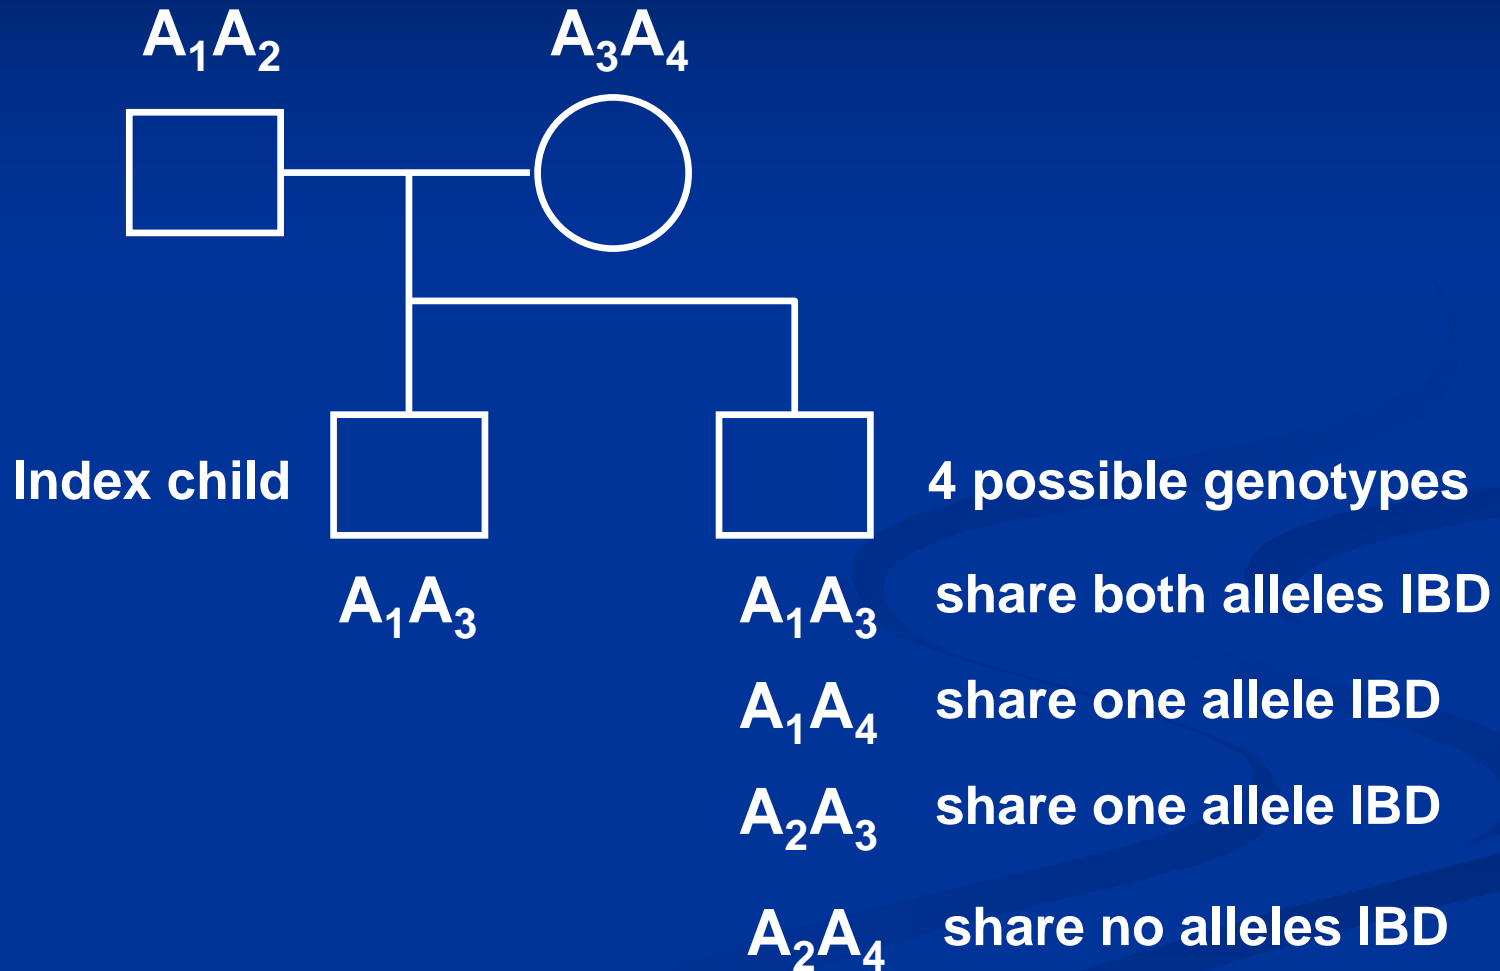 A₁A₂ A₃A₄
Index child 4 possible genotypes
A₁A₃ A₁A₃ share both alleles IBD
A₁A₄ share one allele IBD
A₂A₃ share one allele IBD
A₂A₄ share no alleles IBD